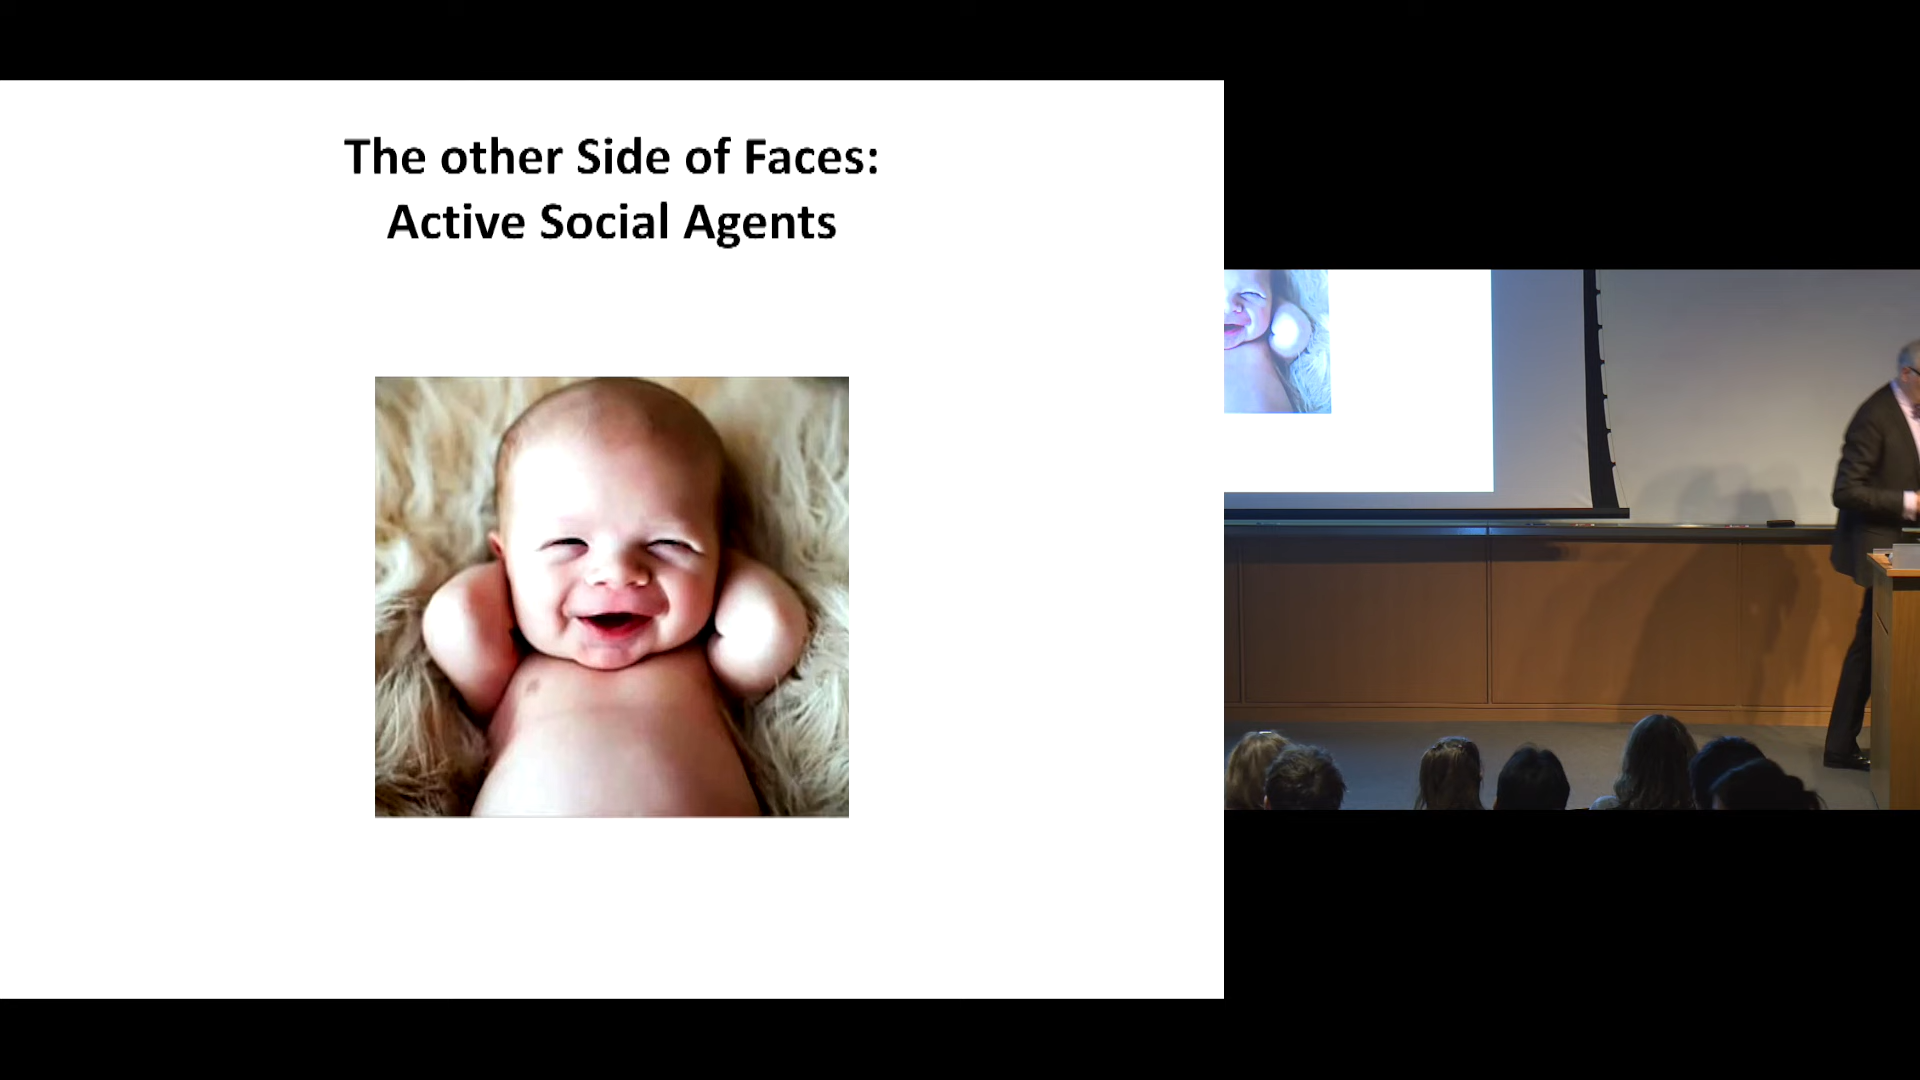 The other Side of Faces:
Active Social Agents